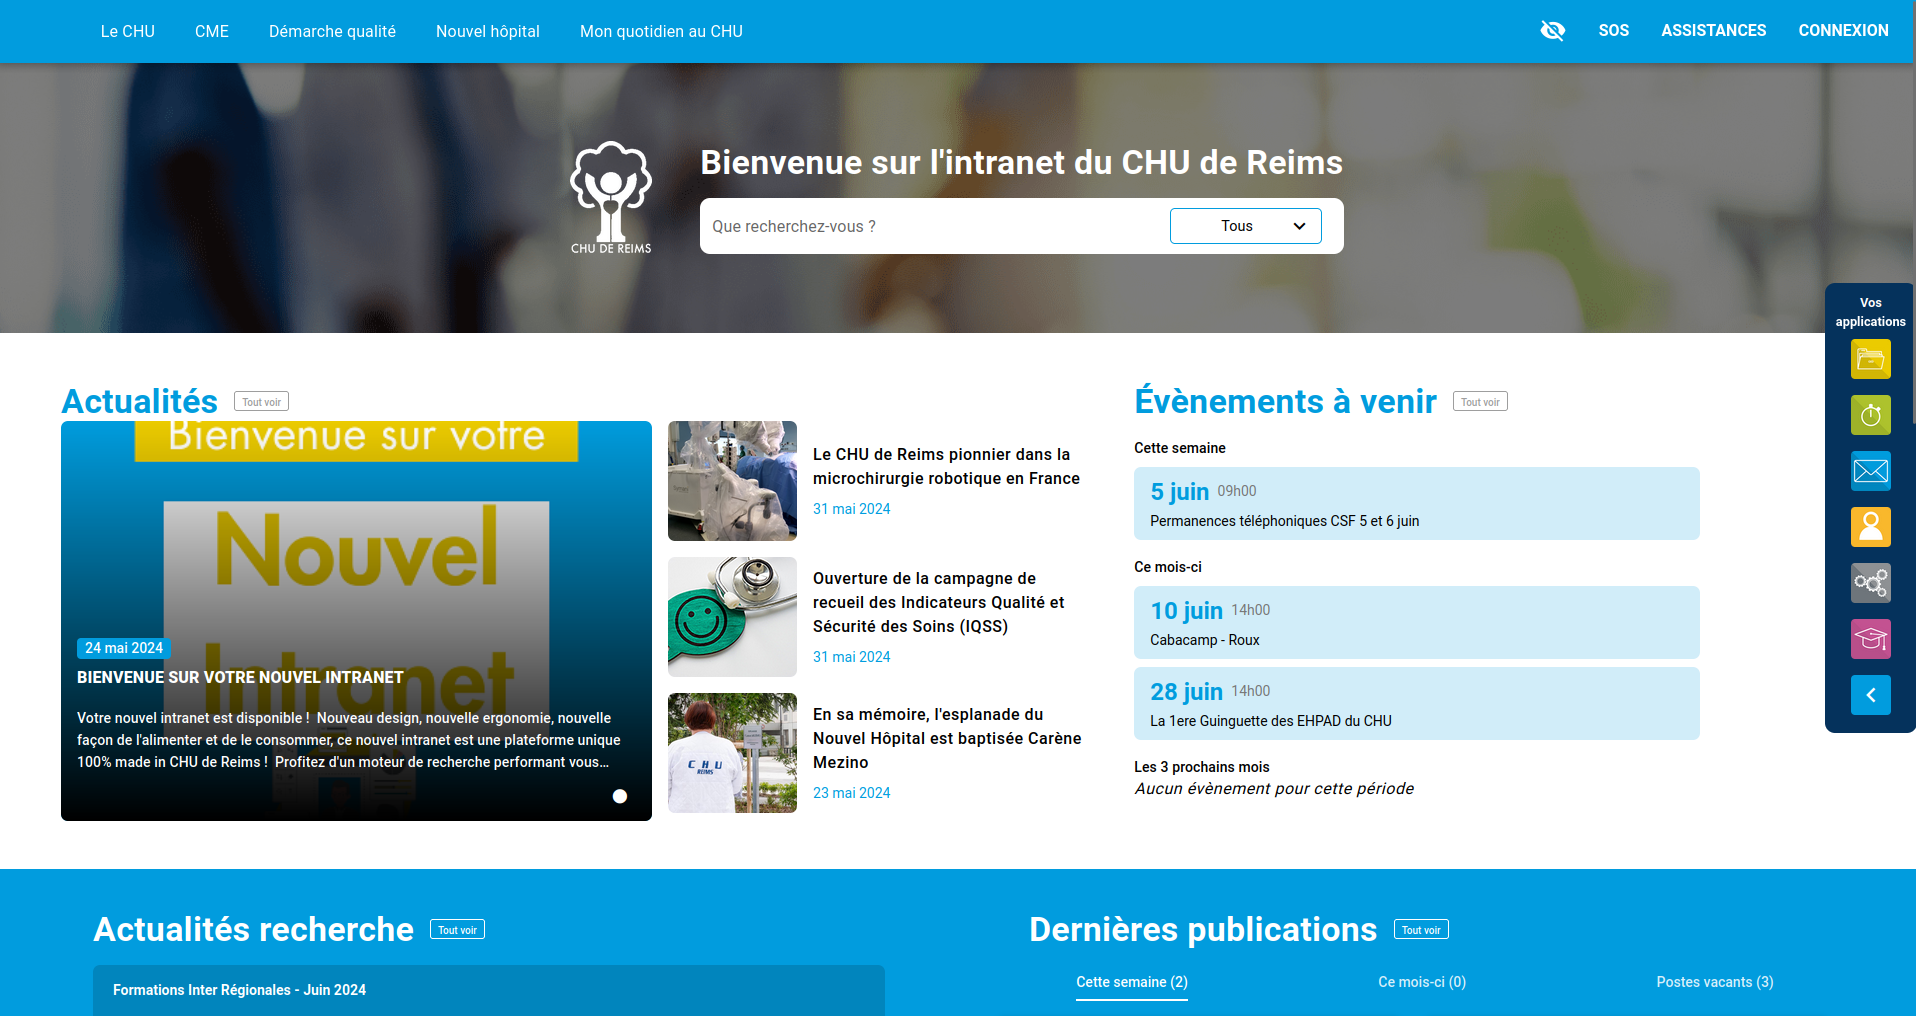 Le CHU
CME
Démarche qualité
Nouvel hôpital
Mon quotidien au CHU
SOS
ASSISTANCES
CONNEXION
CHU DE REIMS
Bienvenue sur l'intranet du CHU de Reims
Que recherchez-vous ?
Tous
Vos
applications
Actualités
Tout voir
Bienvenue sur votre
Nouvel
Intranet
24 mai 2024
BIENVENUE SUR VOTRE NOUVEL INTRANET
Votre nouvel intranet est disponible !  Nouveau design, nouvelle ergonomie, nouvelle
façon de l'alimenter et de le consommer, ce nouvel intranet est une plateforme unique
100% made in CHU de Reims !  Profitez d'un moteur de recherche performant vous…
Le CHU de Reims pionnier dans la
microchirurgie robotique en France
31 mai 2024
Ouverture de la campagne de
recueil des Indicateurs Qualité et
Sécurité des Soins (IQSS)
31 mai 2024
C H U
REIMS
En sa mémoire, l'esplanade du
Nouvel Hôpital est baptisée Carène
Mezino
23 mai 2024
Évènements à venir
Tout voir
Cette semaine
5 juin 09h00
Permanences téléphoniques CSF 5 et 6 juin
Ce mois-ci
10 juin 14h00
Cabacamp - Roux
28 juin 14h00
La 1ere Guinguette des EHPAD du CHU
Les 3 prochains mois
Aucun évènement pour cette période
Actualités recherche
Tout voir
Formations Inter Régionales - Juin 2024
Dernières publications
Tout voir
Cette semaine (2)
Ce mois-ci (0)
Postes vacants (3)